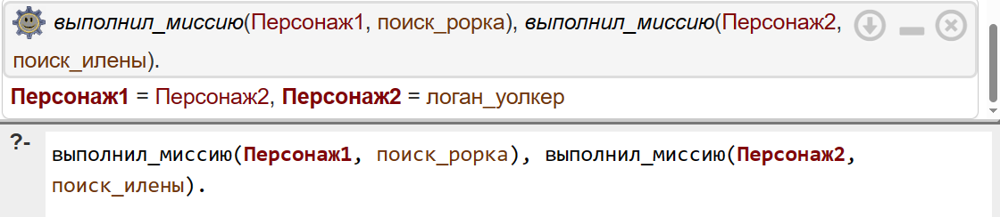 выполнил_миссию(Персонаж1, поиск_рорка), выполнил_миссию(Персонаж2,
поиск_илены).
Персонаж1 = Персонаж2, Персонаж2 = логан_уолкер
?-
выполнил_миссию(Персонаж1, поиск_рорка), выполнил_миссию(Персонаж2,
поиск_илены).